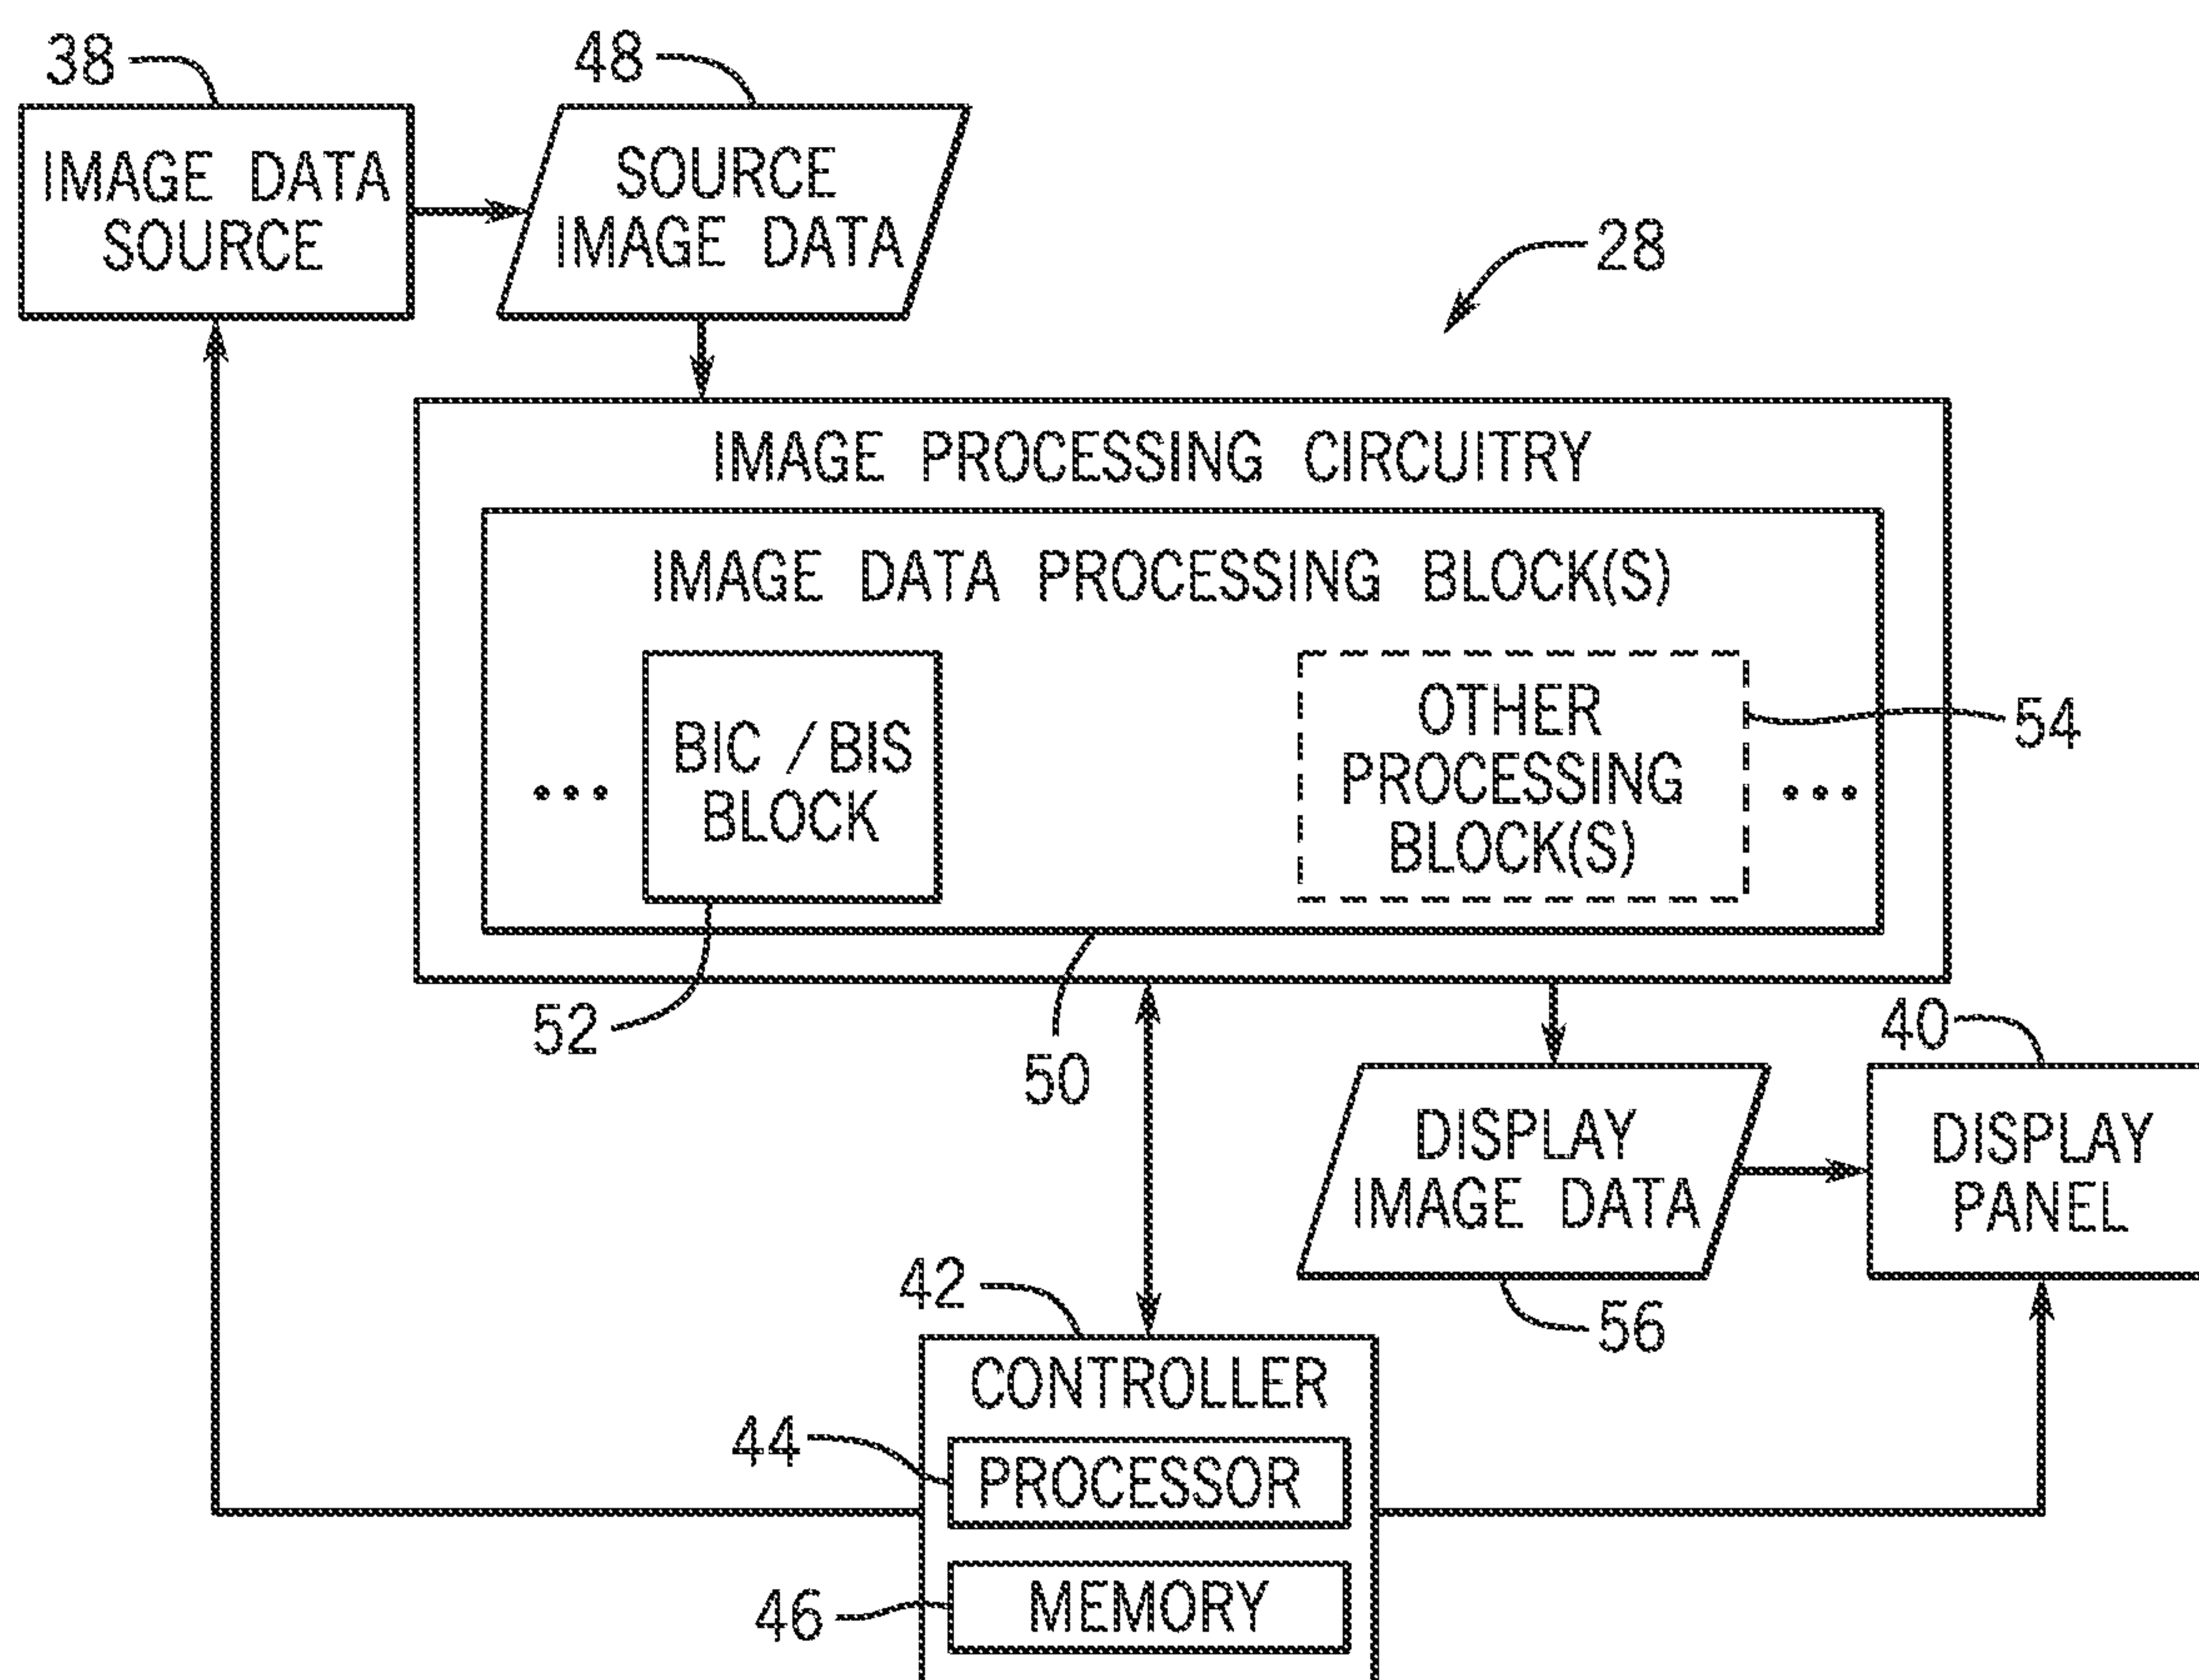 38
48
IMAGE DATA
SOURCE
SOURCE
IMAGE DATA
28
IMAGE PROCESSING CIRCUITRY
IMAGE DATA PROCESSING BLOCK(S)
...
BIC / BIS
BLOCK
OTHER
PROCESSING
BLOCK(S)
...
54
52
50
40
DISPLAY
IMAGE DATA
DISPLAY
PANEL
42
56
CONTROLLER
44
PROCESSOR
46
MEMORY